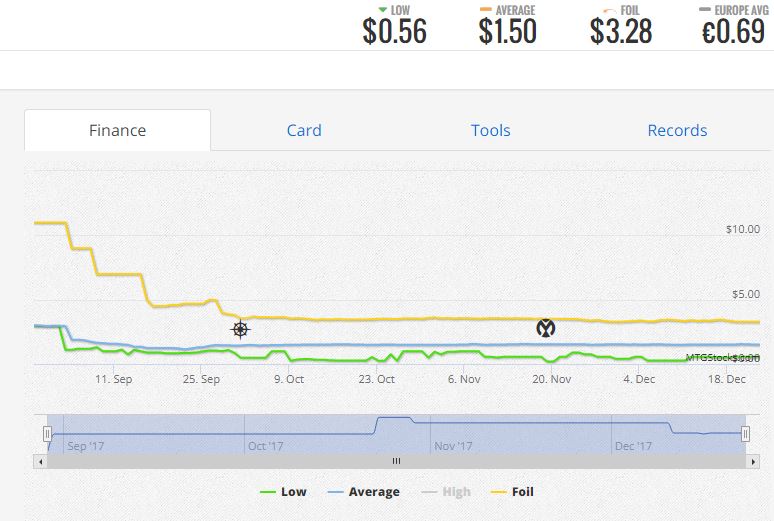 LOW AVERAGE FOIL EUROPE AVG
$0.56 $1.50 $3.28 €0.69
Finance Card Tools Records
$10.00
$5.00
MTGStocks.com
$0.00
11. Sep 25. Sep 9. Oct 23. Oct 6. Nov 20. Nov 4. Dec 18. Dec
Sep '17 Oct '17 Nov '17 Dec '17
Low Average High Foil